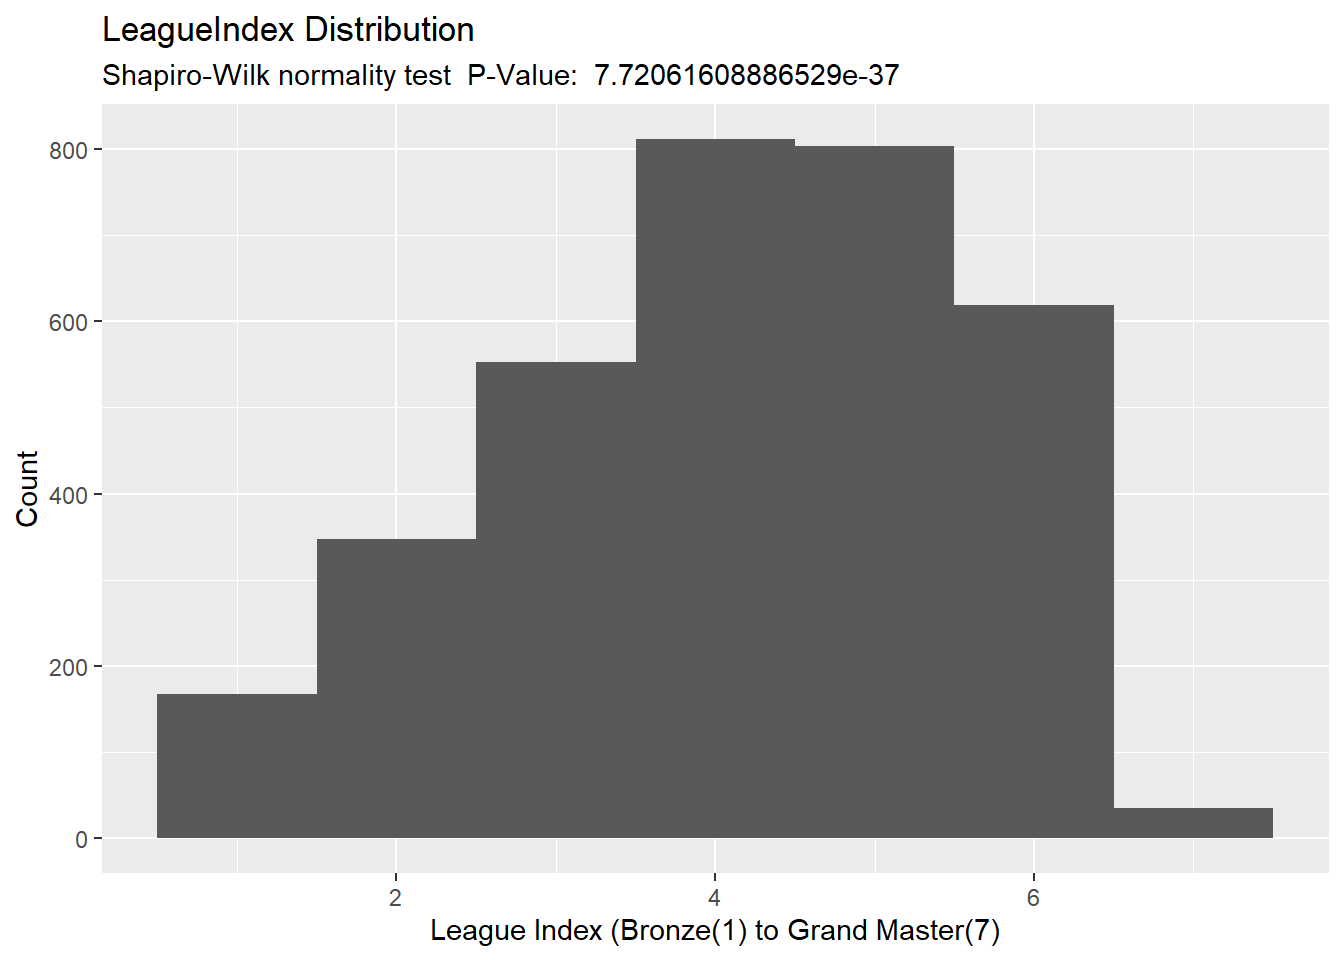 LeagueIndex Distribution
Shapiro-Wilk normality test  P-Value:  7.72061608886529e-37
800
600
400
200
0
Count
2 4 6
League Index (Bronze(1) to Grand Master(7)